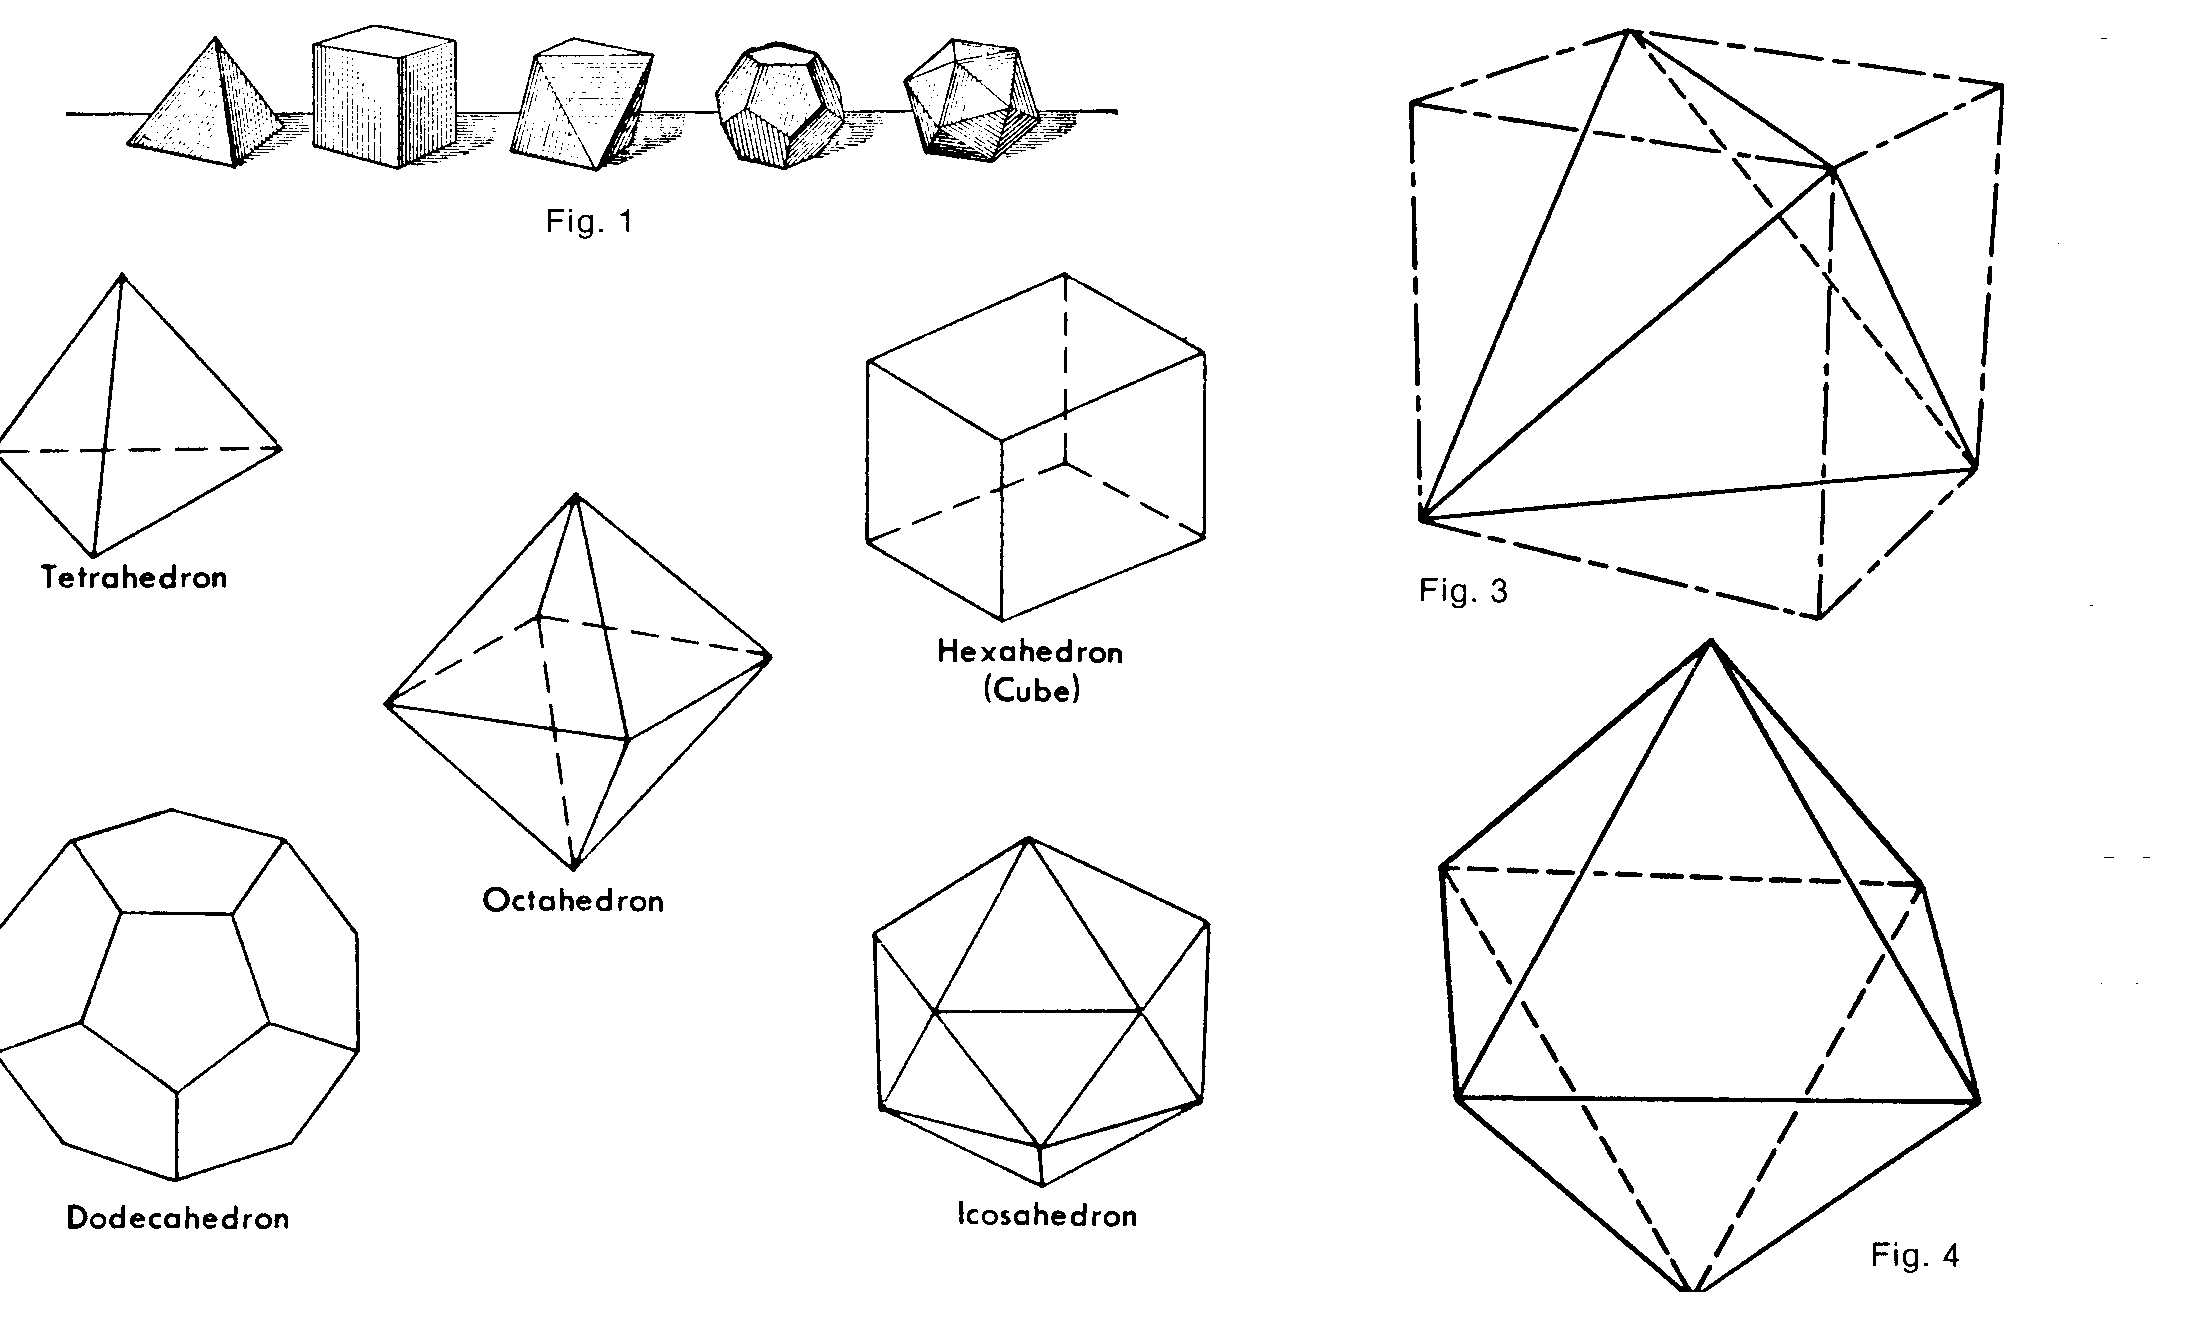 Fig. 1
Tetrahedron
Hexahedron
(Cube)
Octahedron
Dodecahedron
Icosahedron
Fig. 3
Fig. 4